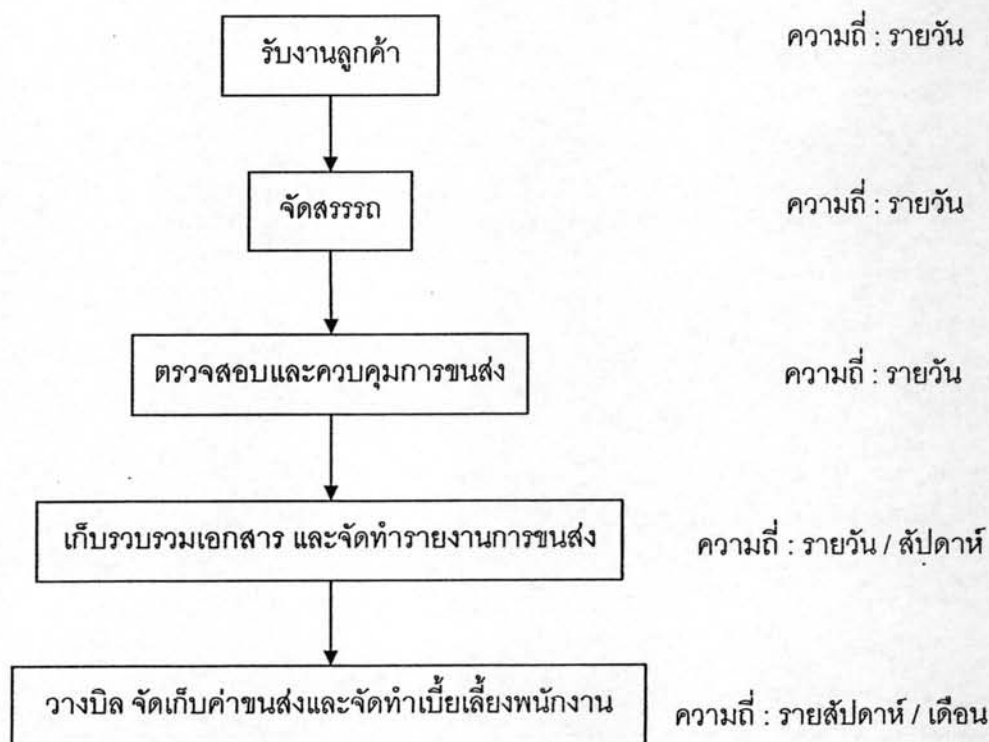 รับงานลูกค้า
ความถี่ : รายวัน
จัดสรรรถ
ความถี่ : รายวัน
ตรวจสอบและควบคุมการขนส่ง
ความถี่ : รายวัน
เก็บรวบรวมเอกสาร และจัดทำรายงานการขนส่ง
ความถี่ : รายวัน / สัปดาห์
วางบิล จัดเก็บค่าขนส่งและจัดทำเบี้ยเลี้ยงพนักงาน
ความถี่ : รายสัปดาห์ / เดือน